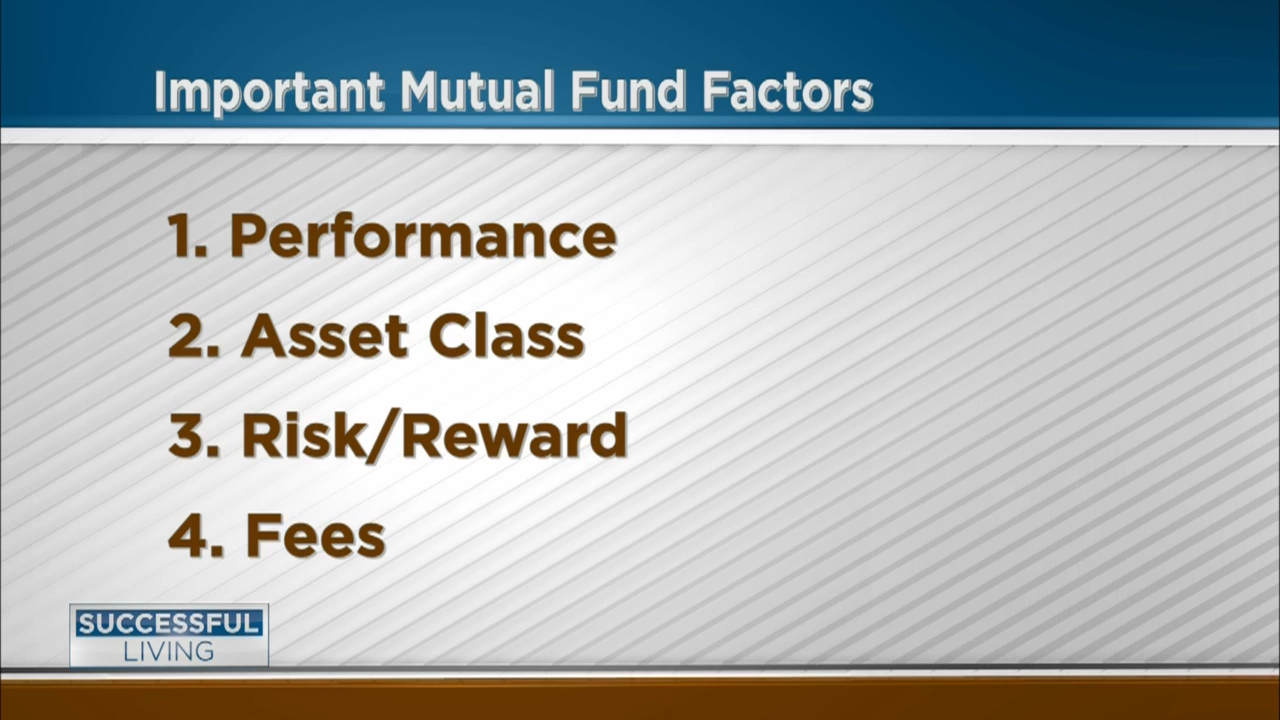 Important Mutual Fund Factors
1. Performance
2. Asset Class
3. Risk/Reward
4. Fees
SUCCESSFUL
LIVING